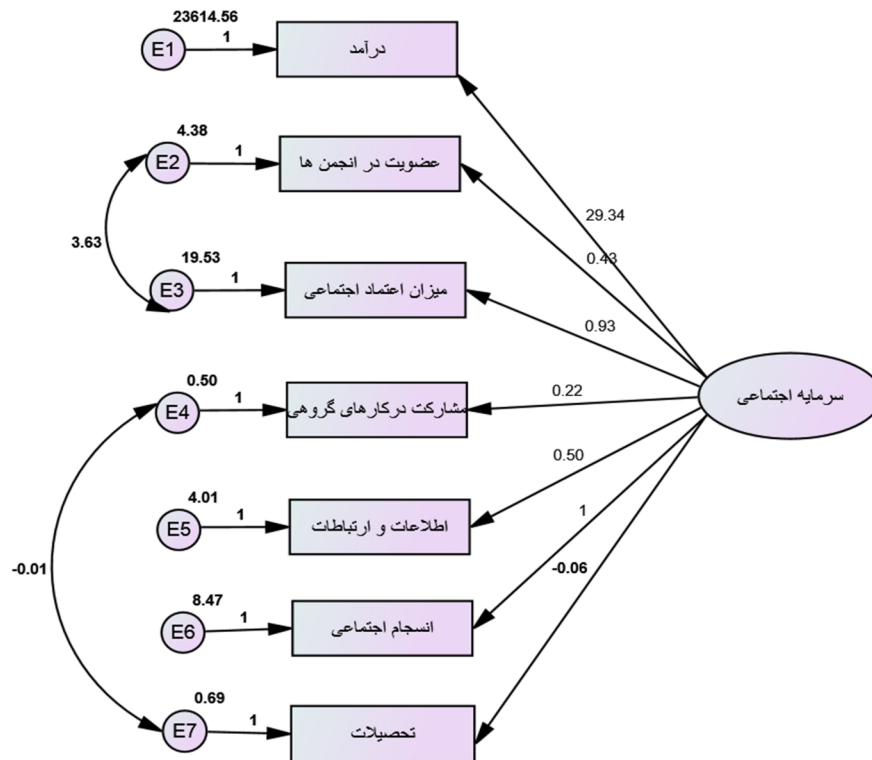 23614.56
E1
1
درآمد
4.38
E2
1
عضویت در انجمن ها
3.63
19.53
E3
1
میزان اعتماد اجتماعی
0.50
E4
1
مشارکت درکارهای گروهی
4.01
E5
1
اطلاعات و ارتباطات
-0.01
8.47
E6
1
انسجام اجتماعی
0.69
E7
1
تحصیلات
29.34
0.43
0.93
0.22
0.50
1
-0.06
سرمایه اجتماعی